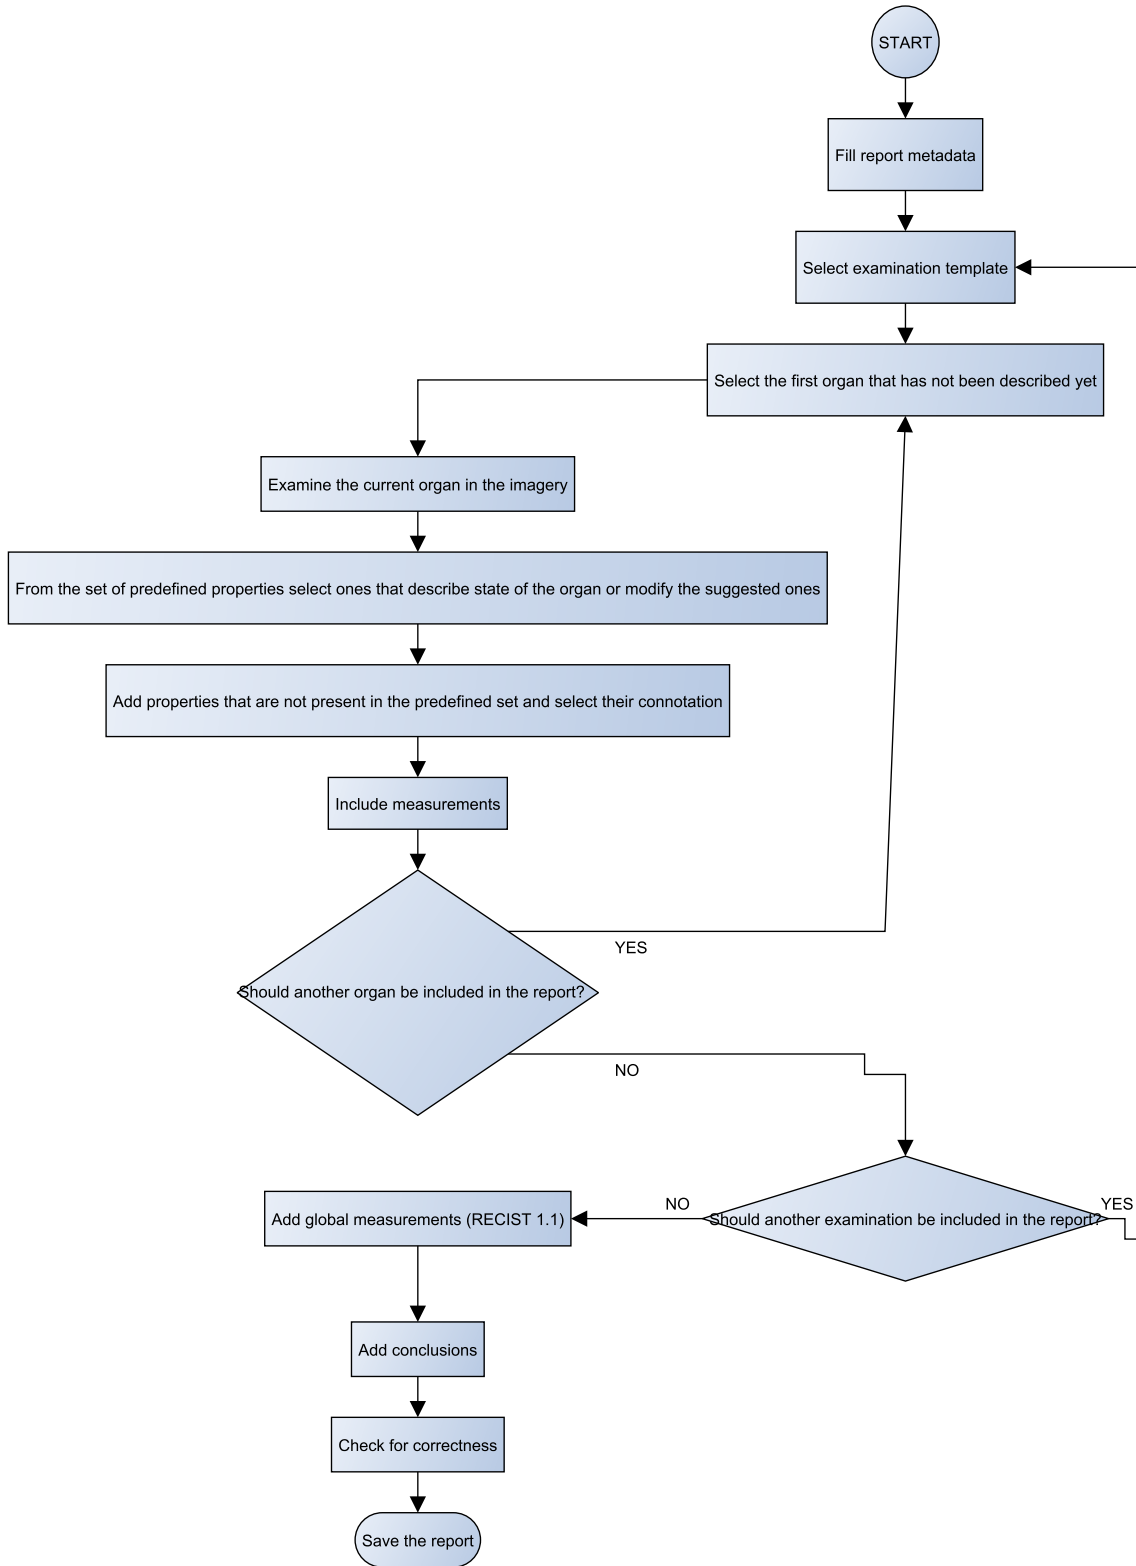 START
Fill report metadata
Select examination template
Select the first organ that has not been described yet
Examine the current organ in the imagery
From the set of predefined properties select ones that describe state of the organ or modify the suggested ones
Add properties that are not present in the predefined set and select their connotation
Include measurements
YES
Should another organ be included in the report?
NO
NO
YES
Add global measurements (RECIST 1.1)
Should another examination be included in the report?
Add conclusions
Check for correctness
Save the report